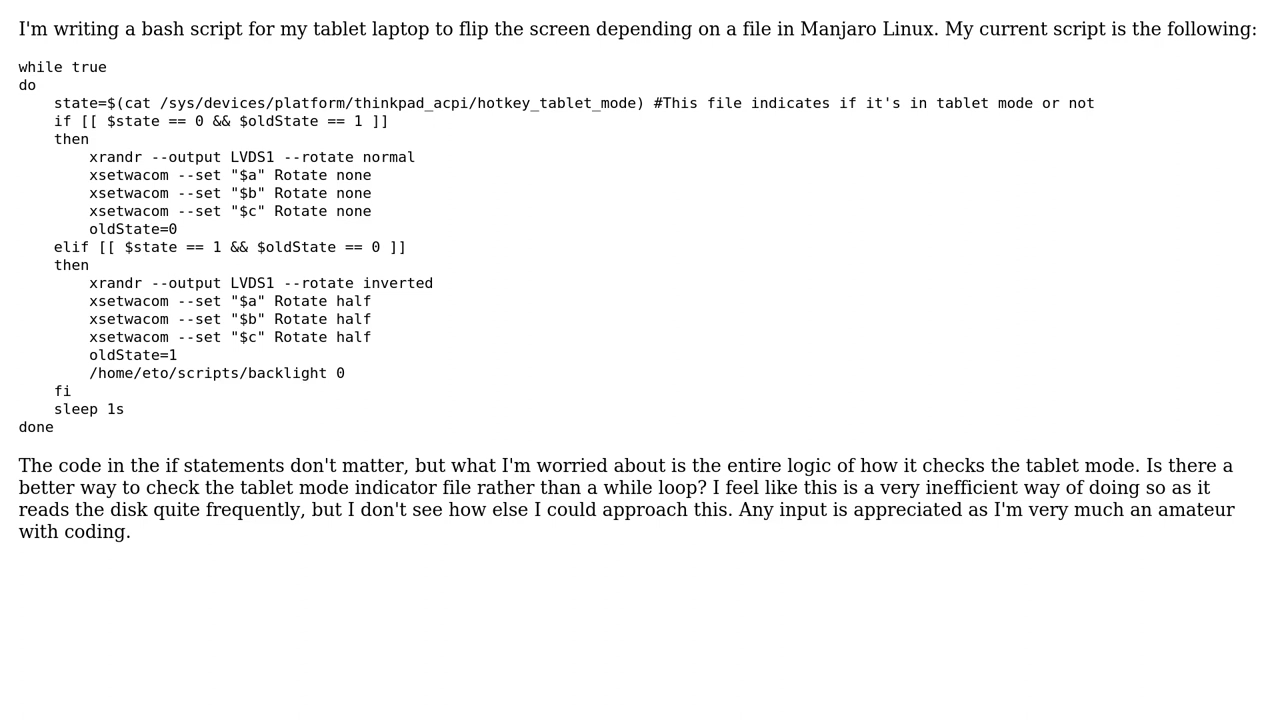 I'm writing a bash script for my tablet laptop to flip the screen depending on a file in Manjaro Linux. My current script is the following:
while true
do
    state=$(cat /sys/devices/platform/thinkpad_acpi/hotkey_tablet_mode) #This file indicates if it's in tablet mode or not
    if [[ $state == 0 && $oldState == 1 ]]
    then
        xrandr --output LVDS1 --rotate normal
        xsetwacom --set "$a" Rotate none
        xsetwacom --set "$b" Rotate none
        xsetwacom --set "$c" Rotate none
        oldState=0
    elif [[ $state == 1 && $oldState == 0 ]]
    then
        xrandr --output LVDS1 --rotate inverted
        xsetwacom --set "$a" Rotate half
        xsetwacom --set "$b" Rotate half
        xsetwacom --set "$c" Rotate half
        oldState=1
        /home/eto/scripts/backlight 0
    fi
    sleep 1s
done
The code in the if statements don't matter, but what I'm worried about is the entire logic of how it checks the tablet mode. Is there a
better way to check the tablet mode indicator file rather than a while loop? I feel like this is a very inefficient way of doing so as it
reads the disk quite frequently, but I don't see how else I could approach this. Any input is appreciated as I'm very much an amateur
with coding.